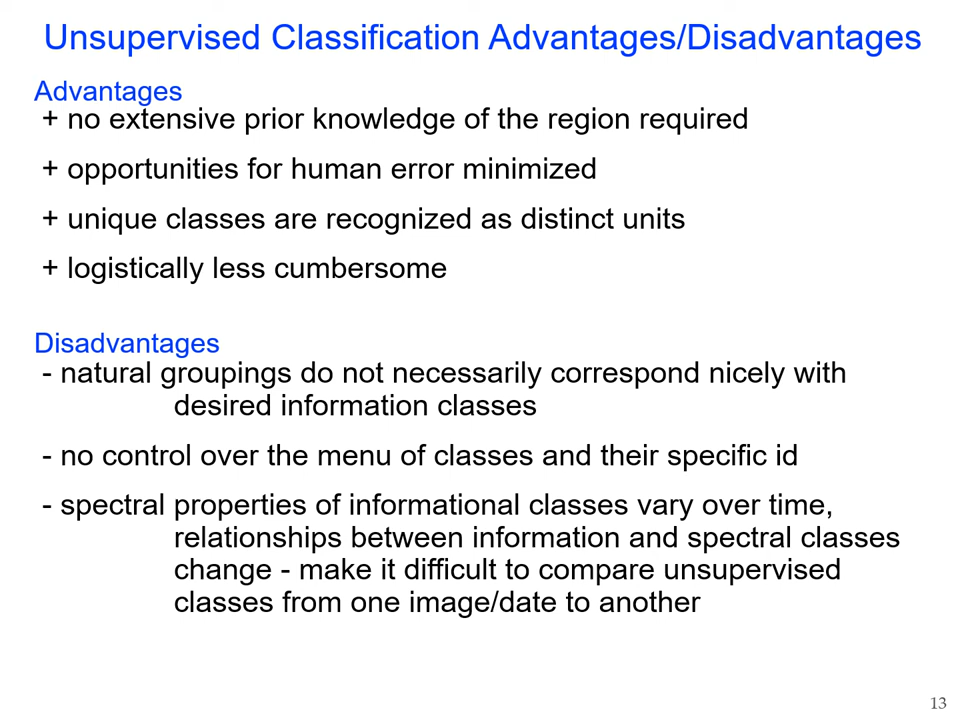 Unsupervised Classification Advantages/Disadvantages
Advantages
+ no extensive prior knowledge of the region required
+ opportunities for human error minimized
+ unique classes are recognized as distinct units
+ logistically less cumbersome
Disadvantages
- natural groupings do not necessarily correspond nicely with
desired information classes
- no control over the menu of classes and their specific id
- spectral properties of informational classes vary over time,
relationships between information and spectral classes
change - make it difficult to compare unsupervised
classes from one image/date to another
13